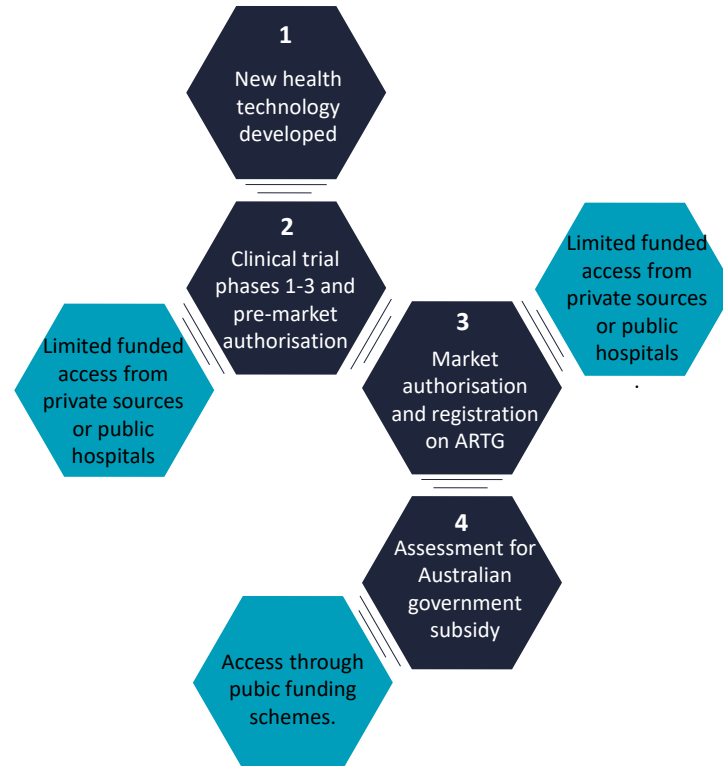 1
New health
technology
developed
2
Clinical trial
phases 1-3 and
pre-market
authorisation
Limited funded
access from
private sources
or public
hospitals
3
Market
authorisation
and registration
on ARTG
Limited funded
access from
private sources
or public
hospitals
.
4
Assessment for
Australian
government
subsidy
Access through
pubic funding
schemes.